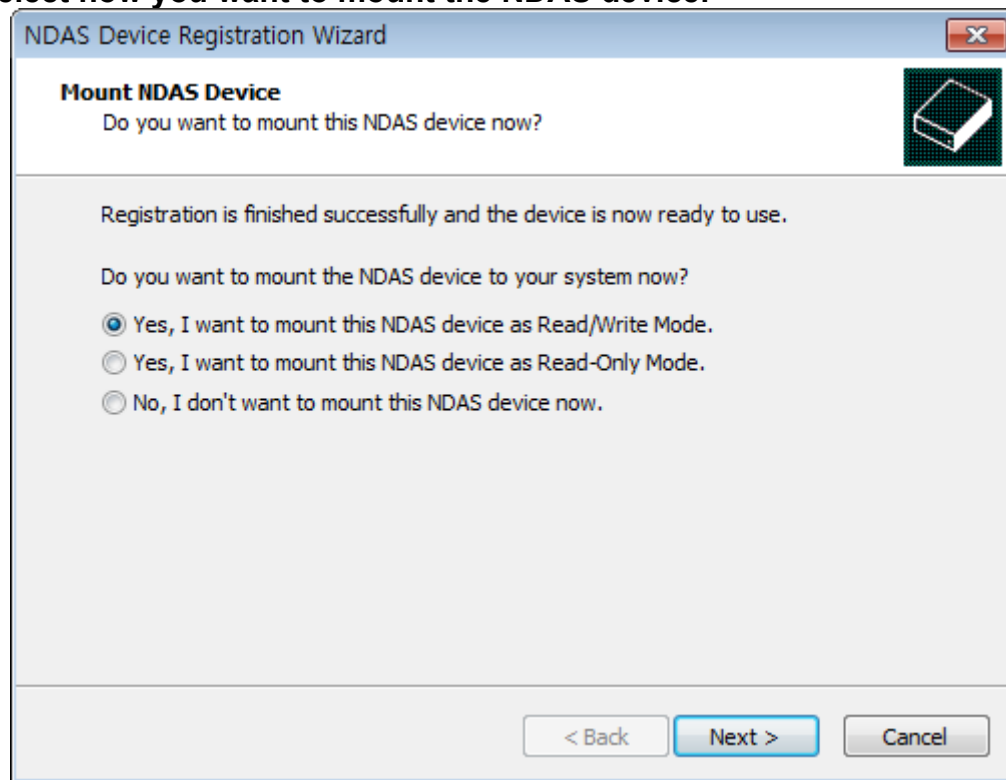 select how you want to mount the NDAS device.
NDAS Device Registration Wizard
Mount NDAS Device
Do you want to mount this NDAS device now?
Registration is finished successfully and the device is now ready to use.
Do you want to mount the NDAS device to your system now?
Yes, I want to mount this NDAS device as Read/Write Mode.
Yes, I want to mount this NDAS device as Read-Only Mode.
No, I don't want to mount this NDAS device now.
< Back Next > Cancel